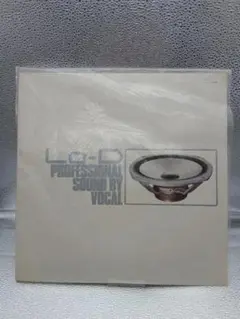 Lo-D
PROFESSIONAL
SOUND BY
VOCAL